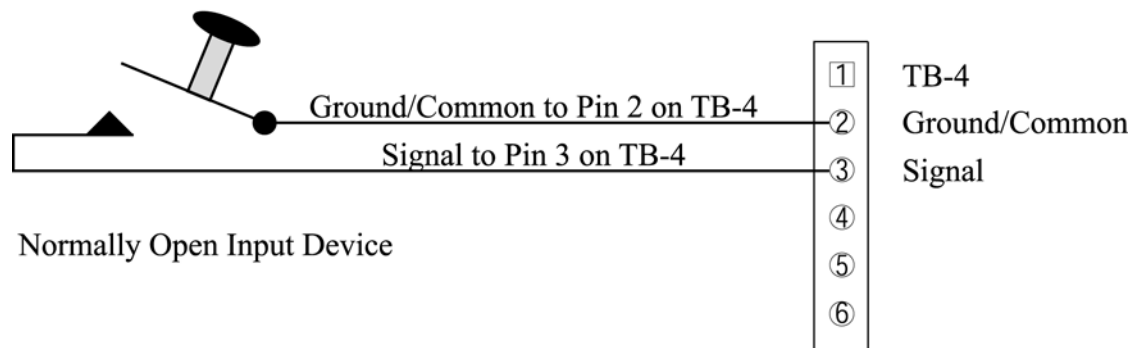 Ground/Common to Pin 2 on TB-4
Signal to Pin 3 on TB-4
Normally Open Input Device
1 TB-4
2 Ground/Common
3 Signal
4
5
6